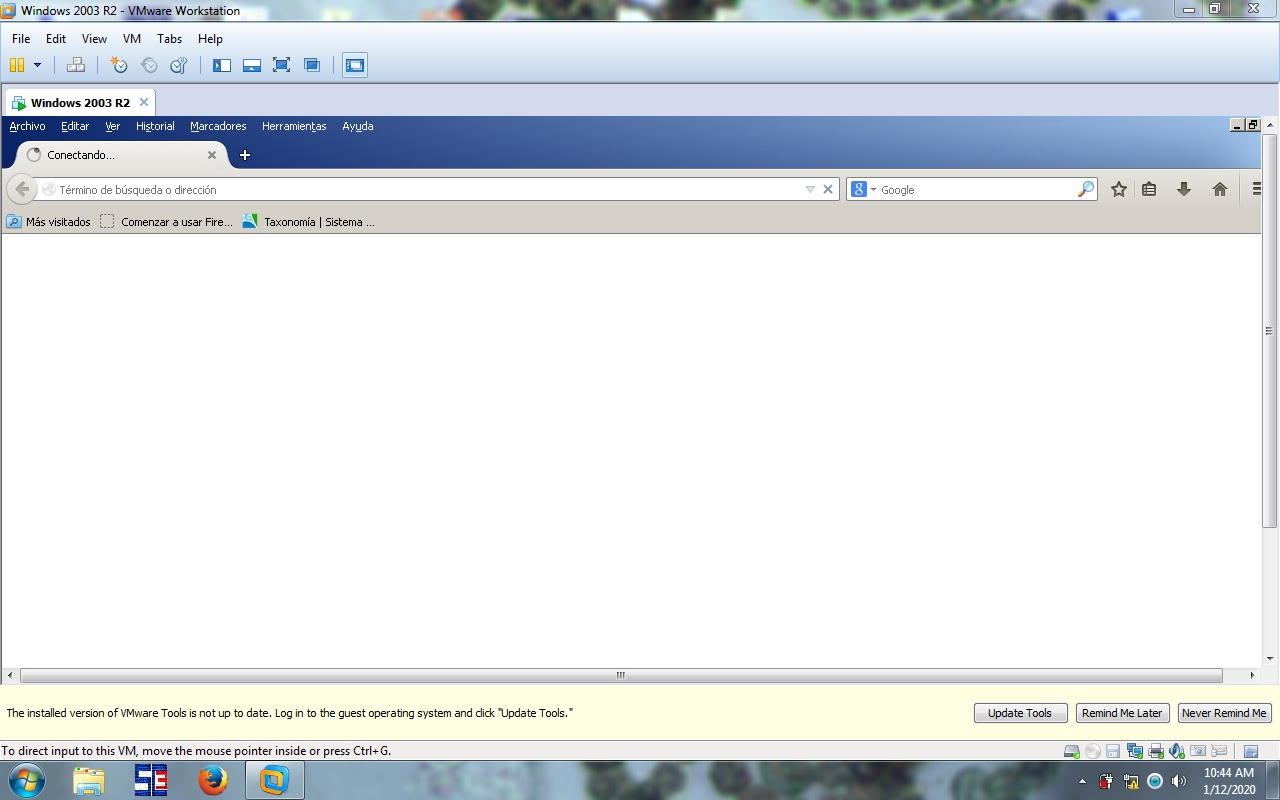 Windows 2003 R2 - VMware Workstation
File Edit View VM Tabs Help
Windows 2003 R2
Archivo Editar Ver Historial Marcadores Herramientas Ayuda
Conectando...
Término de búsqueda o dirección
Google
Más visitados Comenzar a usar Fire... Taxonomía | Sistema ...
The installed version of VMware Tools is not up to date. Log in to the guest operating system and click "Update Tools."
Update Tools Remind Me Later Never Remind Me
To direct input to this VM, move the mouse pointer inside or press Ctrl+G.
10:44 AM
1/12/2020